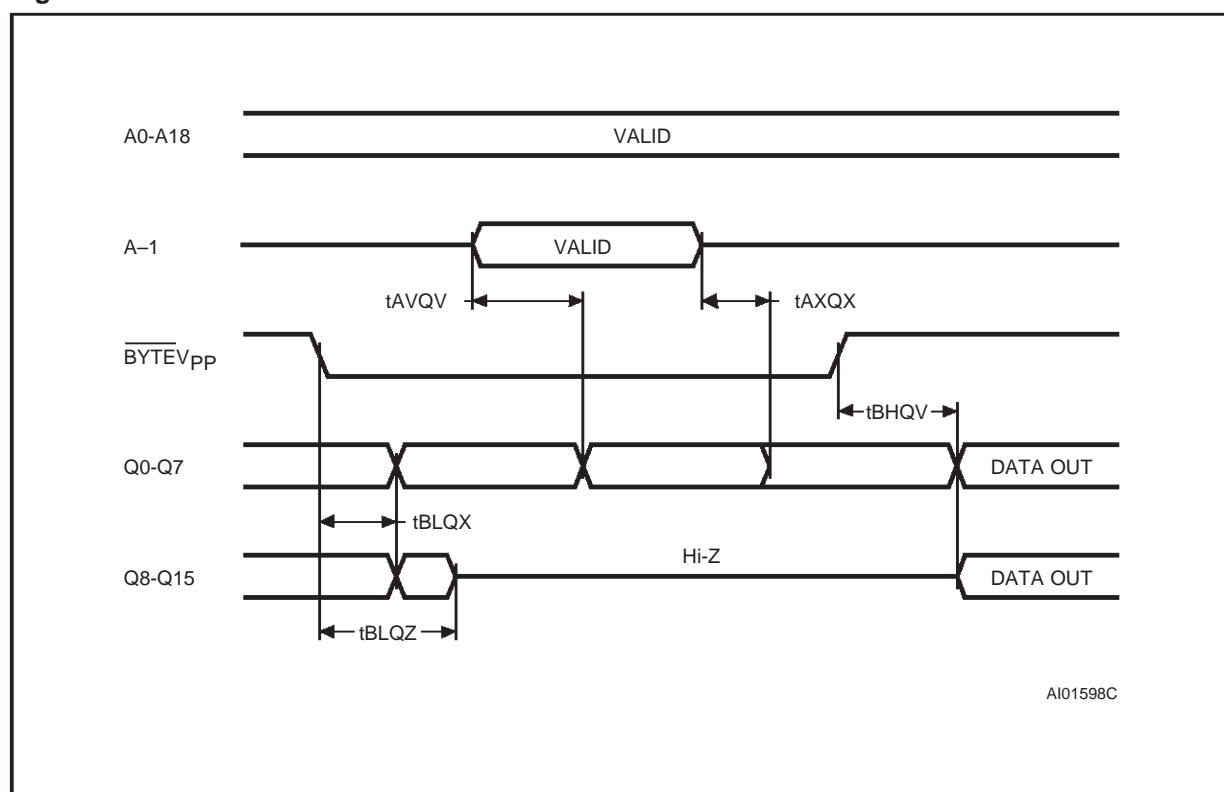 A0-A18 VALID
A–1 VALID
tAVQV tAXQX
BYTEVPP
tBHQV
Q0-Q7 DATA OUT
tBLQX
Hi-Z
Q8-Q15 DATA OUT
tBLQZ
AI01598C